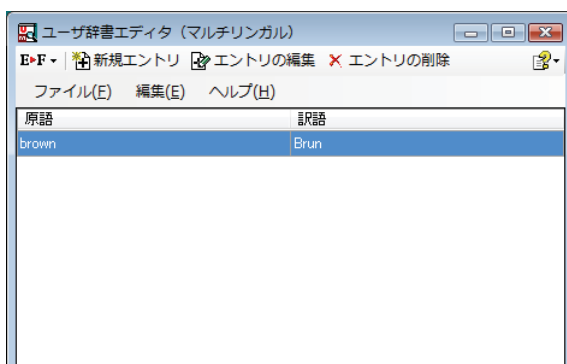 ユーザ辞書エディタ（マルチリンガル）
E▸F 新規エントリ エントリの編集 エントリの削除
ファイル(F) 編集(E) ヘルプ(H)
原語 訳語
brown Brun